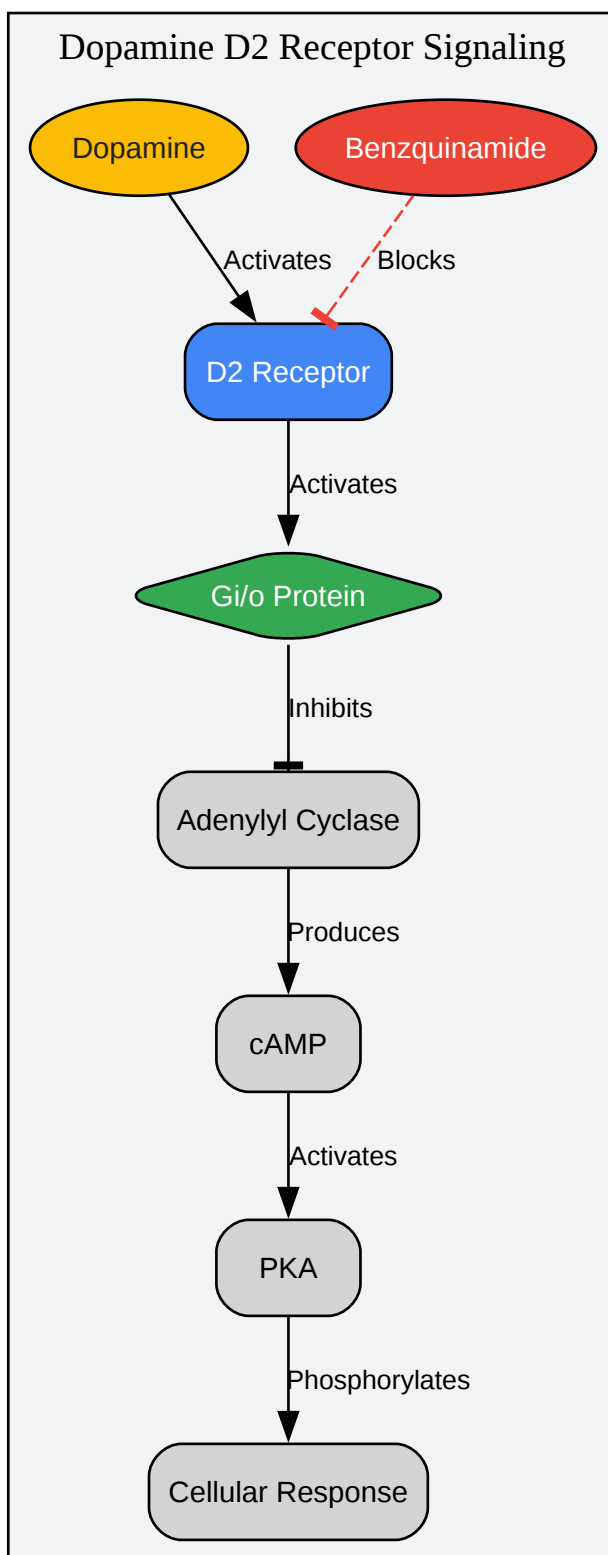 Dopamine D2 Receptor Signaling
Dopamine
Benzquinamide
Activates
Blocks
D2 Receptor
Activates
Gi/o Protein
Inhibits
Adenylyl Cyclase
Produces
cAMP
Activates
PKA
Phosphorylates
Cellular Response